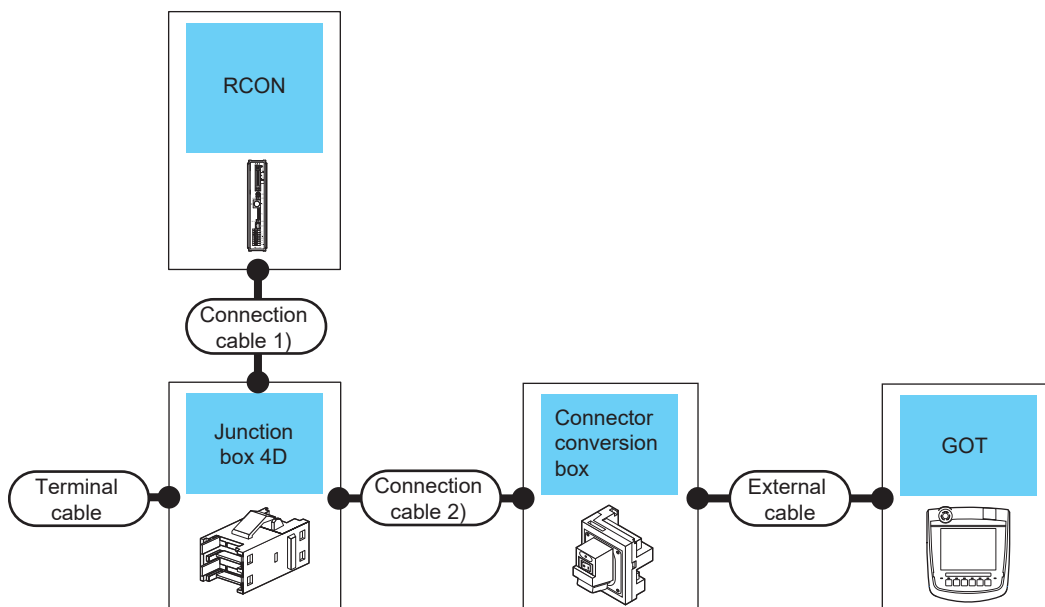 RCON
Connection
cable 1)
Junction
box 4D
Connector
conversion
box
GOT
Terminal
cable
Connection
cable 2)
External
cable